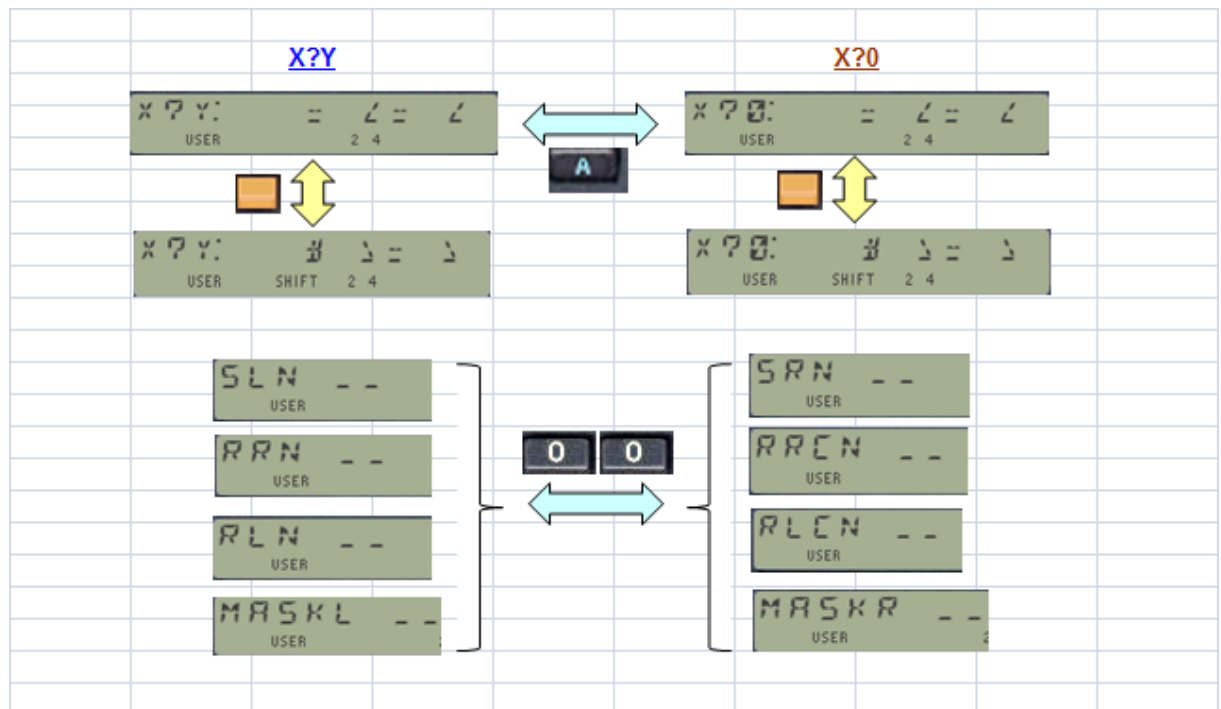 X?Y
X?0
X?Y: = <= <
USER 2 4
X?0: = <= <
USER 2 4
A
X?Y: >= >
USER SHIFT 2 4
X?0: >= >
USER SHIFT 2 4
SLN _ _
USER
SRN _ _
USER
RRN _ _
USER
RRCN _ _
USER
0 0
RLN _ _
USER
RLCN _ _
USER
MASKL _ _
USER
MASKR _ _
USER 2